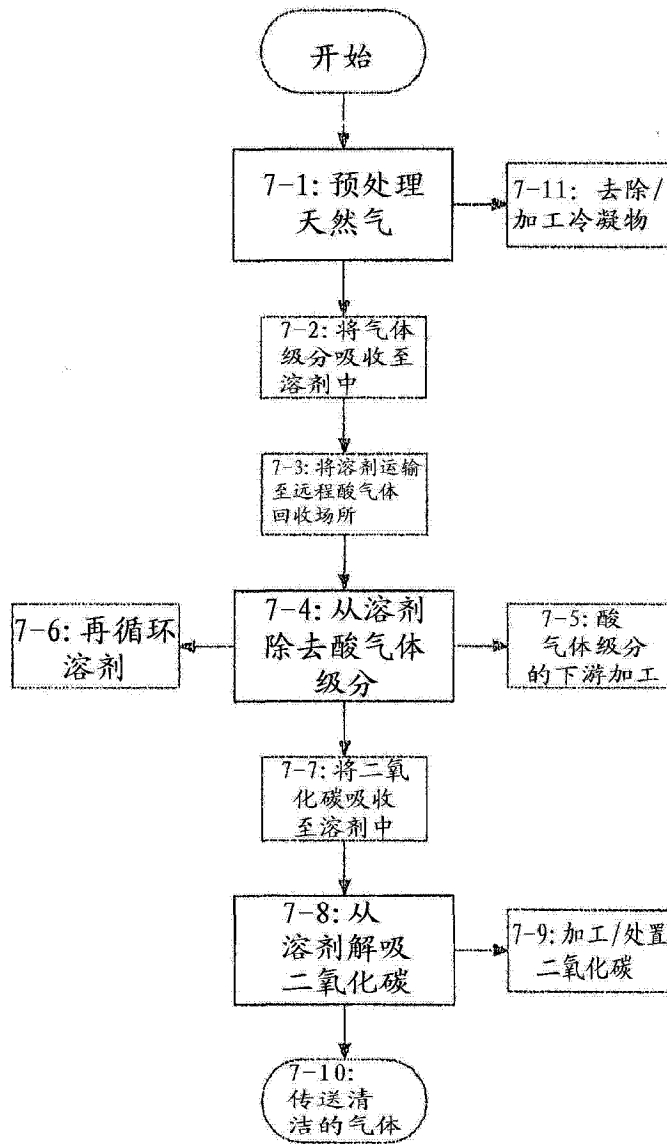 开始
7-1: 预处理
天然气
7-11: 去除/
加工冷凝物
7-2: 将气体
级分吸收至
溶剂中
7-3: 将溶剂运输
至远程酸气体
回收场所
7-6: 再循环
溶剂
7-4: 从溶剂
除去酸气体
级分
7-5: 酸
气体级分
的下游加工
7-7: 将二氧
化碳吸收
至溶剂中
7-8: 从
溶剂解吸
二氧化碳
7-9: 加工/处置
二氧化碳
7-10:
传送清
洁的气体